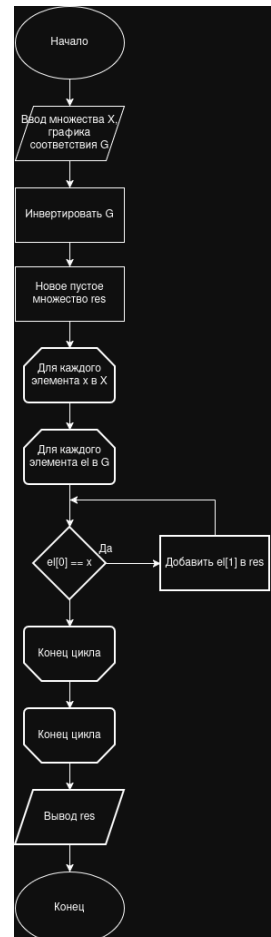 Начало
Ввод множества X,
графика
соответствия G
Инвертировать G
Новое пустое
множество res
Для каждого
элемента x в X
Для каждого
элемента el в G
Да
el[0] == x
Добавить el[1] в res
Конец цикла
Конец цикла
Вывод res
Конец